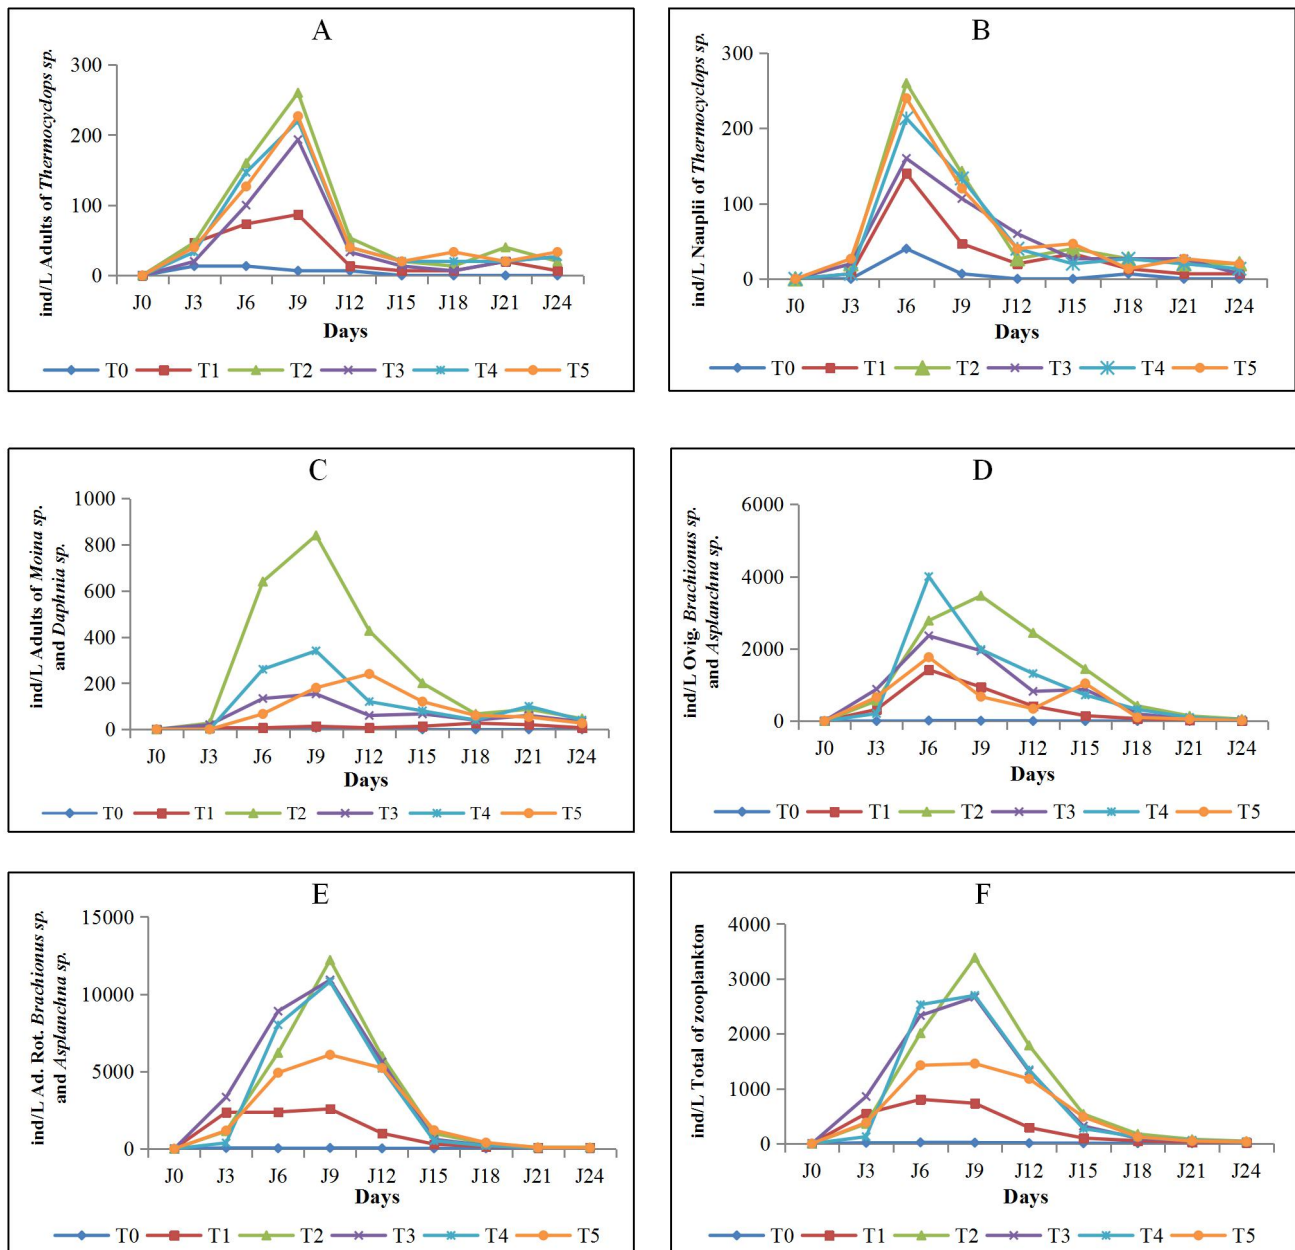 A
ind/L Adults of Thermocyclops sp.
300
200
100
0
J0 J3 J6 J9 J12 J15 J18 J21 J24
Days
T0 T1 T2 T3 T4 T5
B
ind/L Nauplii of Thermocyclops sp.
300
200
100
0
J0 J3 J6 J9 J12 J15 J18 J21 J24
Days
T0 T1 T2 T3 T4 T5
C
ind/L Adults of Moina sp.
and Daphnia sp.
1000
800
600
400
200
0
J0 J3 J6 J9 J12 J15 J18 J21 J24
Days
T0 T1 T2 T3 T4 T5
D
ind/L Ovig. Brachionus sp.
and Asplanchna sp.
6000
4000
2000
0
J0 J3 J6 J9 J12 J15 J18 J21 J24
Days
T0 T1 T2 T3 T4 T5
E
ind/L Ad. Rot. Brachionus sp.
and Asplanchna sp.
15000
10000
5000
0
J0 J3 J6 J9 J12 J15 J18 J21 J24
Days
T0 T1 T2 T3 T4 T5
F
ind/L Total of zooplankton
4000
3000
2000
1000
0
J0 J3 J6 J9 J12 J15 J18 J21 J24
Days
T0 T1 T2 T3 T4 T5